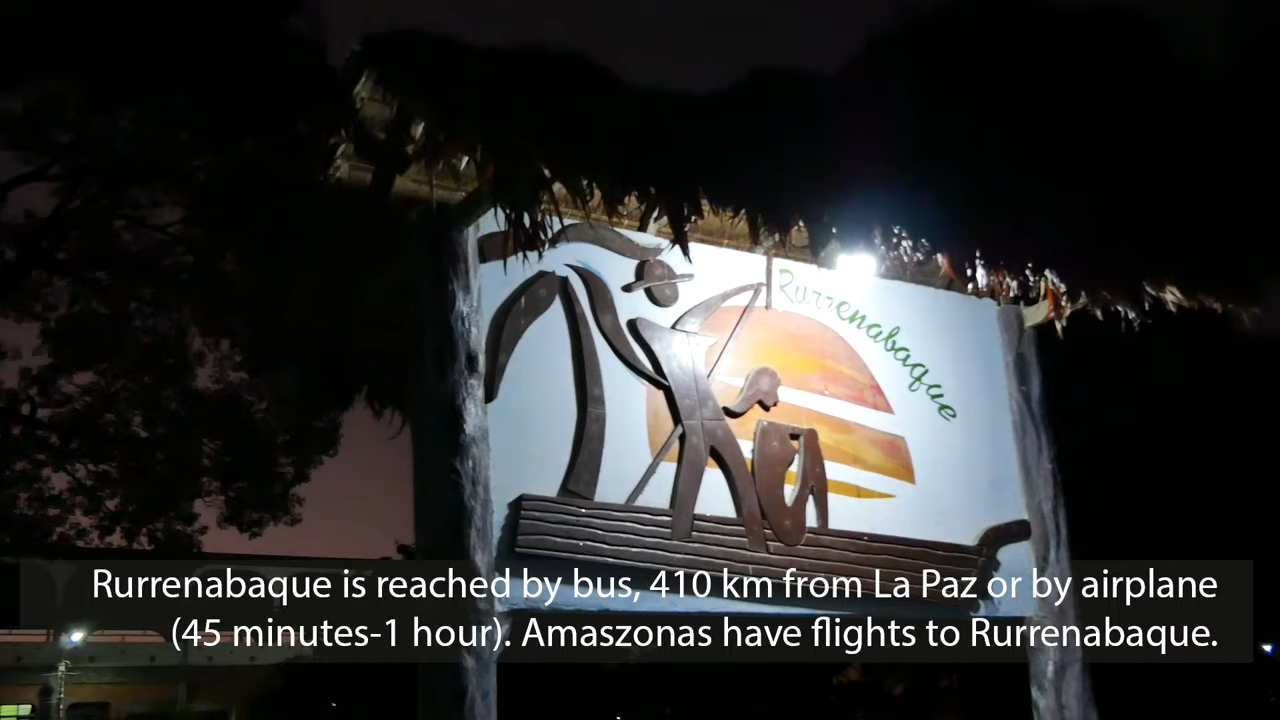 Rurrenabaque
Rurrenabaque is reached by bus, 410 km from La Paz or by airplane
(45 minutes-1 hour). Amaszonas have flights to Rurrenabaque.